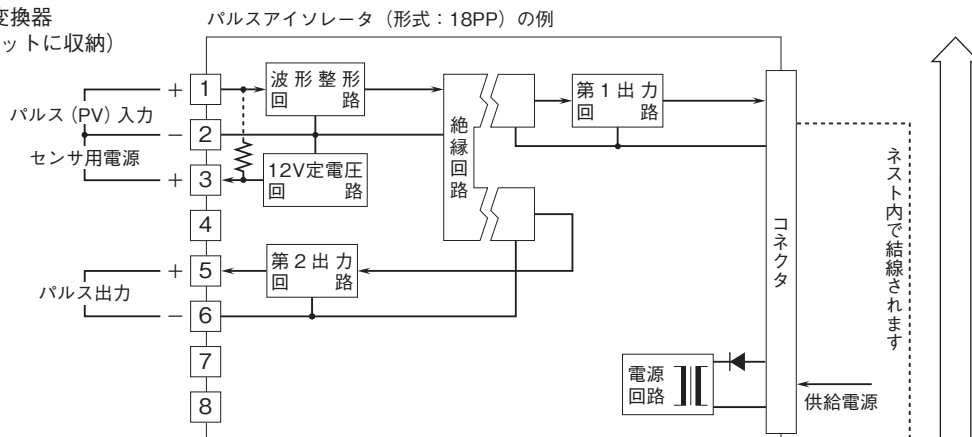 変換器
ットに収納)
パルスアイソレータ(形式:18PP)の例
+ 1
パルス(PV)入力
− 2
センサ用電源
+ 3
4
+ 5
パルス出力
− 6
7
8
波形整形
回路
12V定電圧
回路
絶縁回路
第1出力
回路
第2出力
回路
電源
回路
コネクタ
供給電源
ネスト内で結線されます